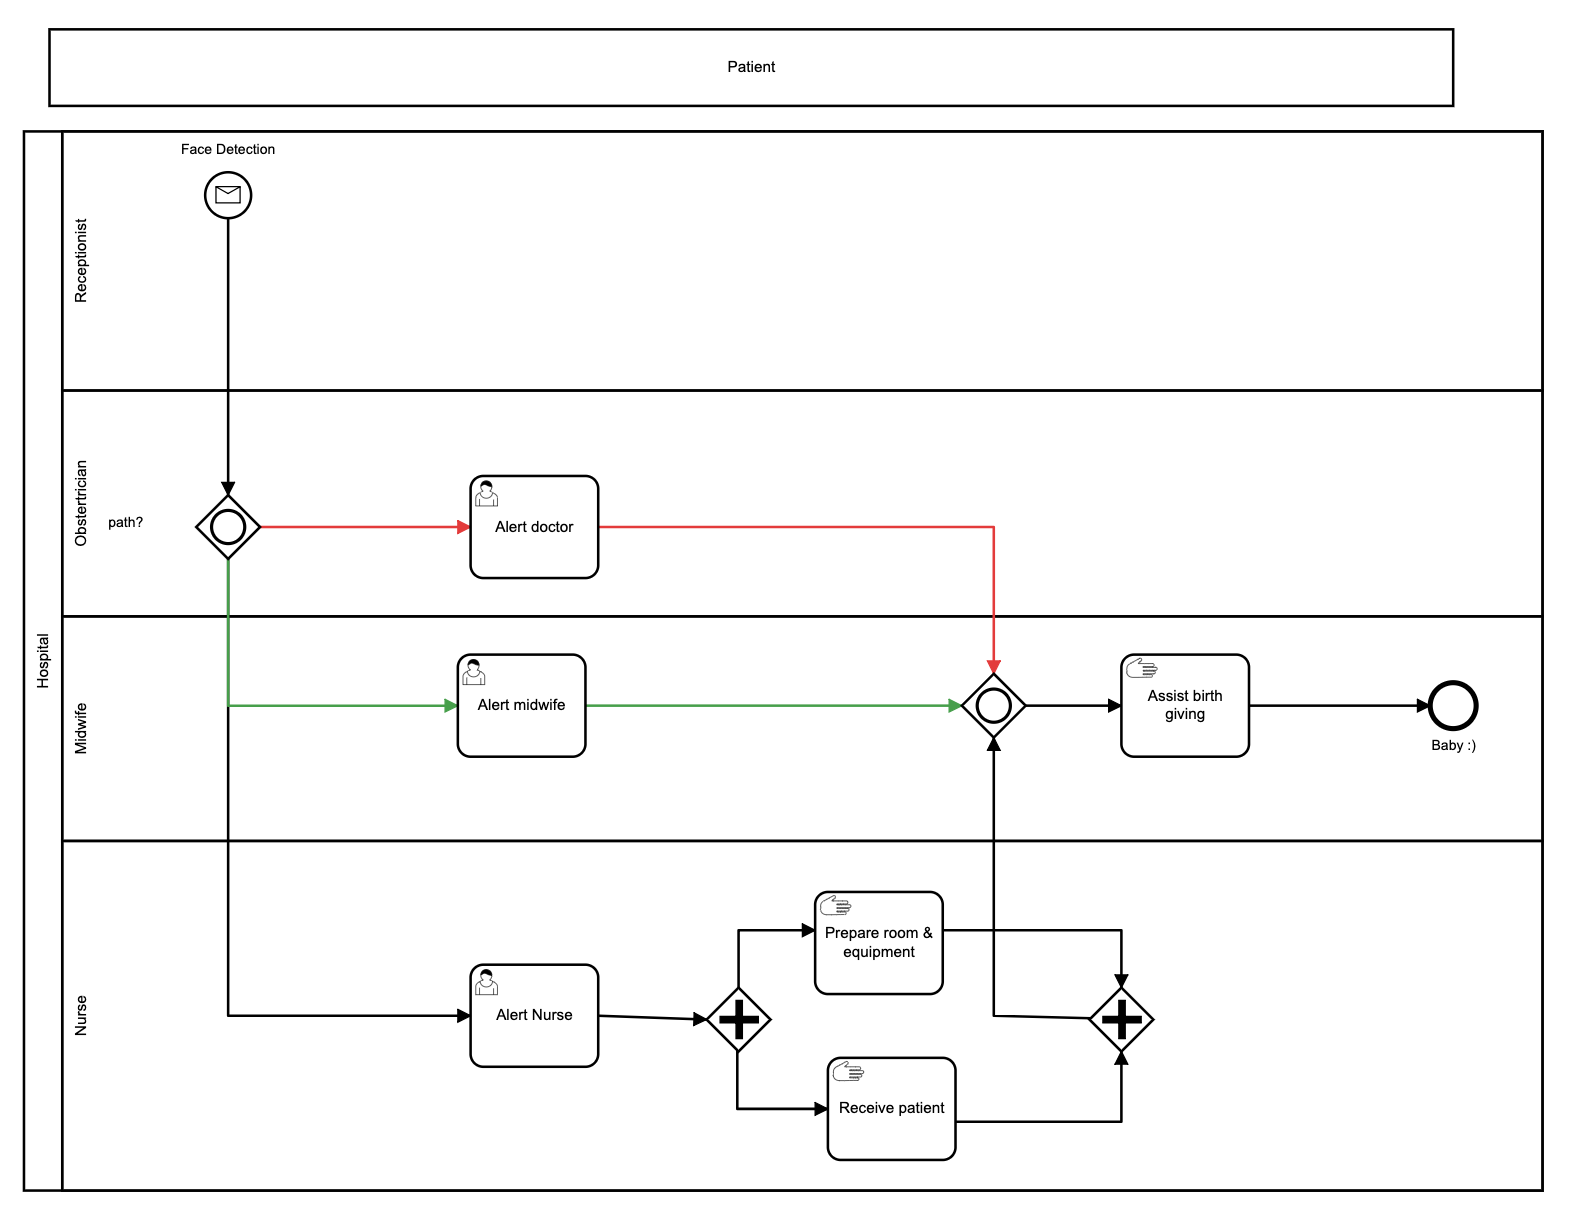 Patient
Face Detection
Hospital
Receptionist
Obstertrician
path?
Alert doctor
Midwife
Alert midwife
Assist birth
giving
Baby :)
Nurse
Alert Nurse
Prepare room &
equipment
Receive patient